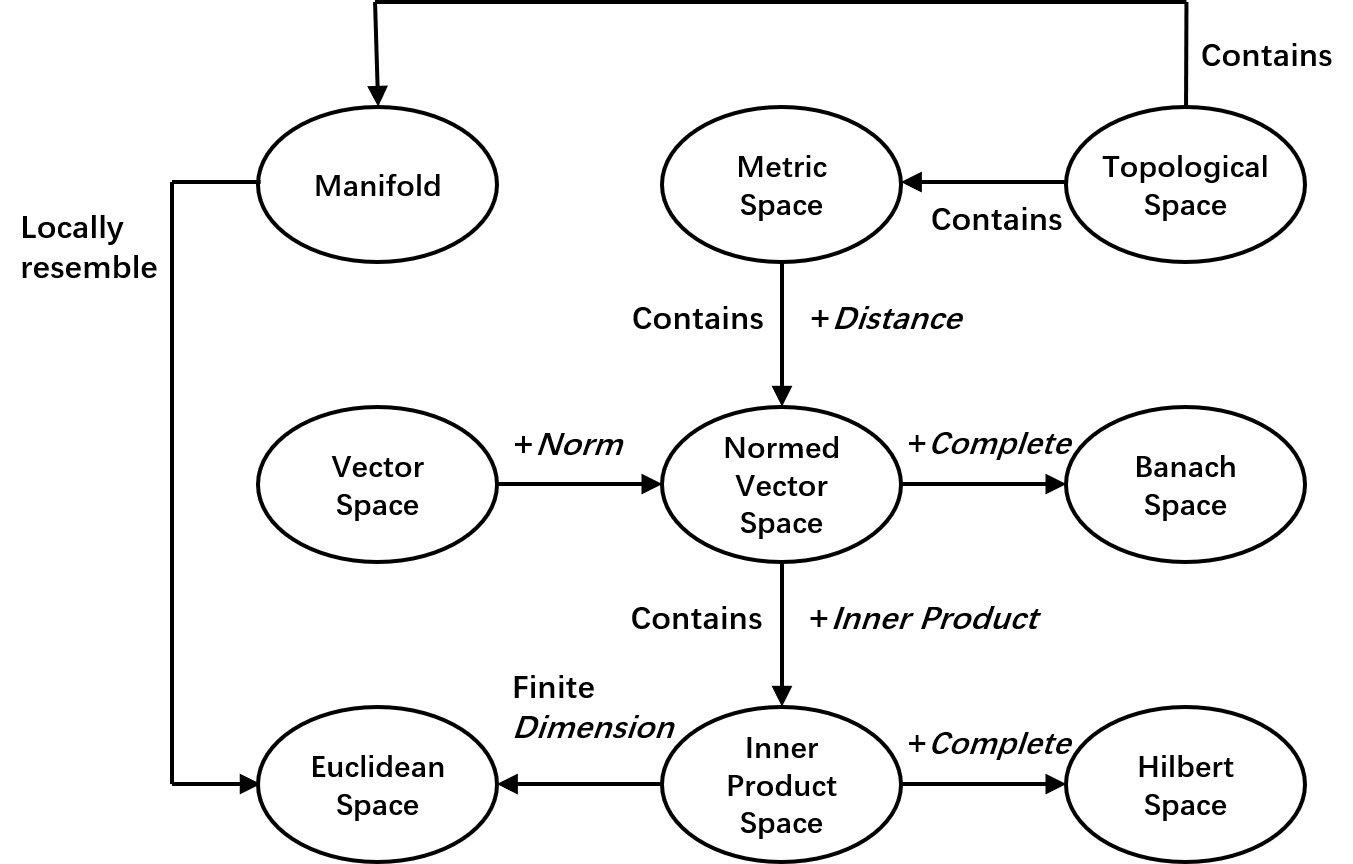 Contains
Manifold
Metric
Space
Topological
Space
Contains
Locally
resemble
Contains
+Distance
Vector
Space
+Norm
Normed
Vector
Space
+Complete
Banach
Space
Contains
+Inner Product
Finite
Dimension
Euclidean
Space
Inner
Product
Space
+Complete
Hilbert
Space